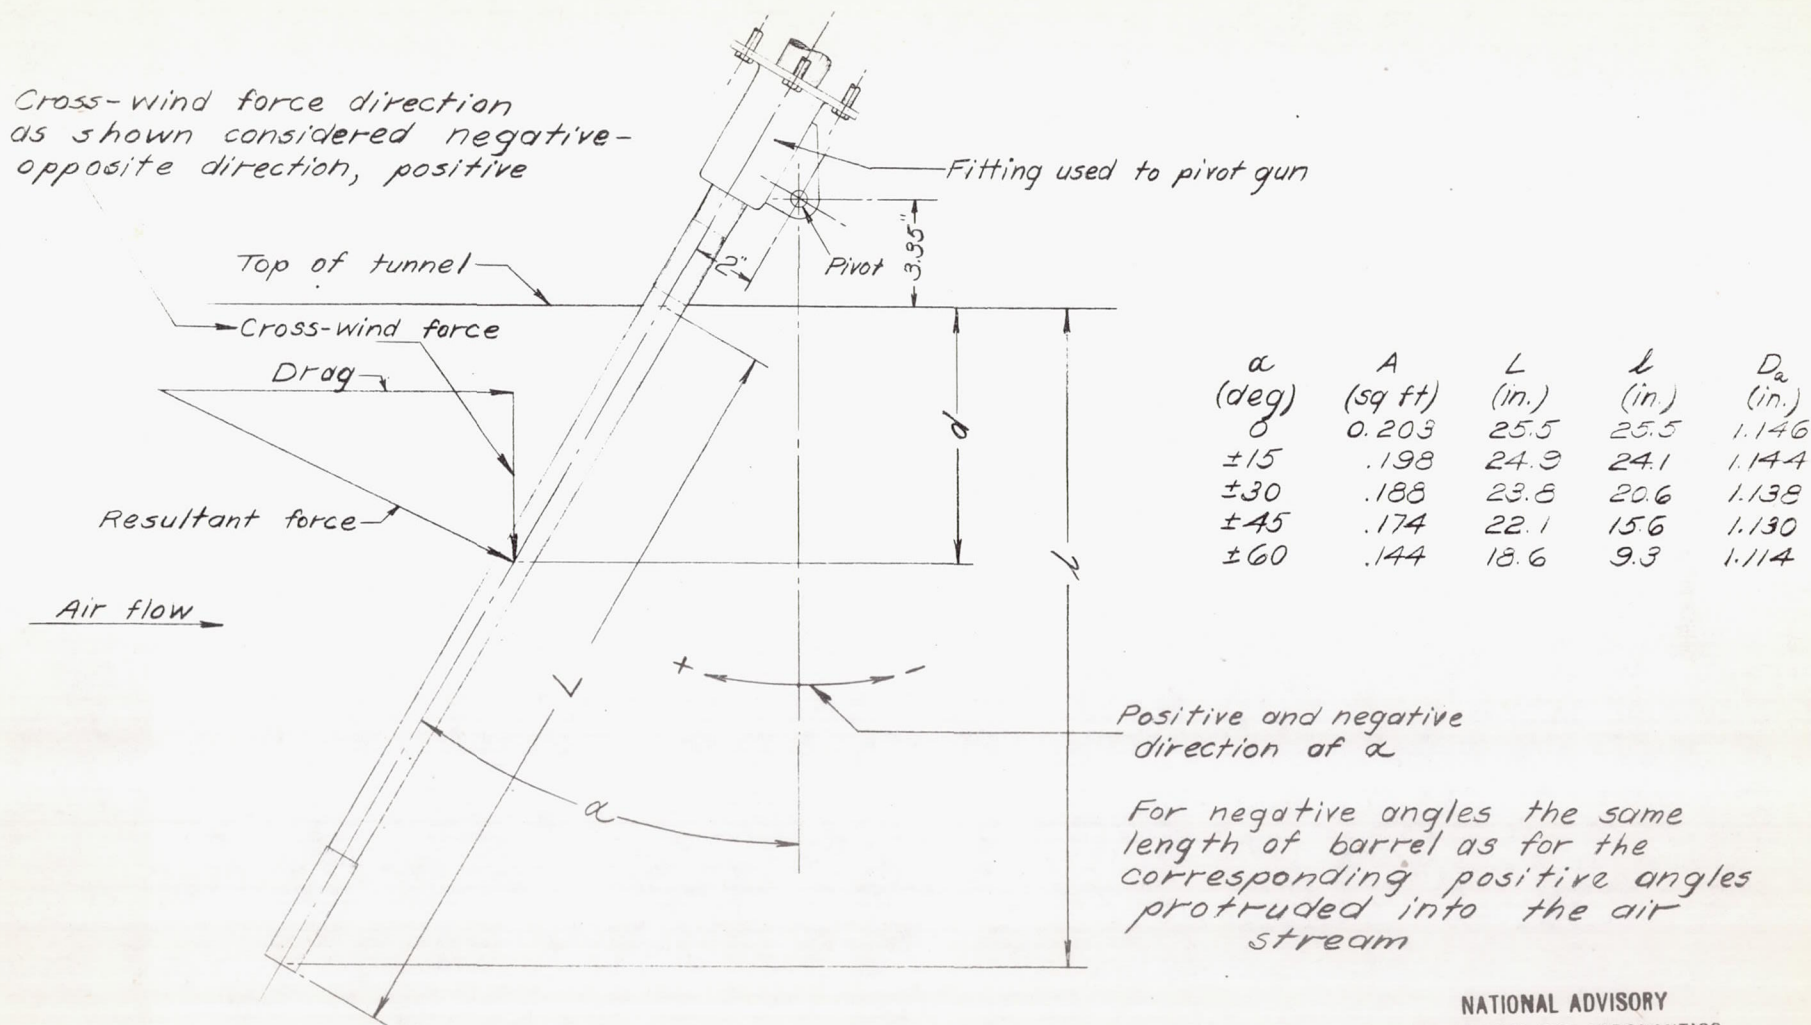 Cross-wind force direction
as shown considered negative-
opposite direction, positive
Fitting used to pivot gun
3.95"
2"
Pivot
Top of tunnel
Cross-wind force
Drag
d
Resultant force
l
Air flow
L
+ -
α
Positive and negative
direction of α
For negative angles the same
length of barrel as for the
corresponding positive angles
protruded into the air
stream
α A L l Da
(deg) (sq ft) (in.) (in.) (in.)
0 0.203 25.5 25.5 1.146
±15 .198 24.9 24.1 1.144
±30 .188 23.8 20.6 1.138
±45 .174 22.1 15.6 1.130
±60 .144 18.6 9.3 1.114
NATIONAL ADVISORY